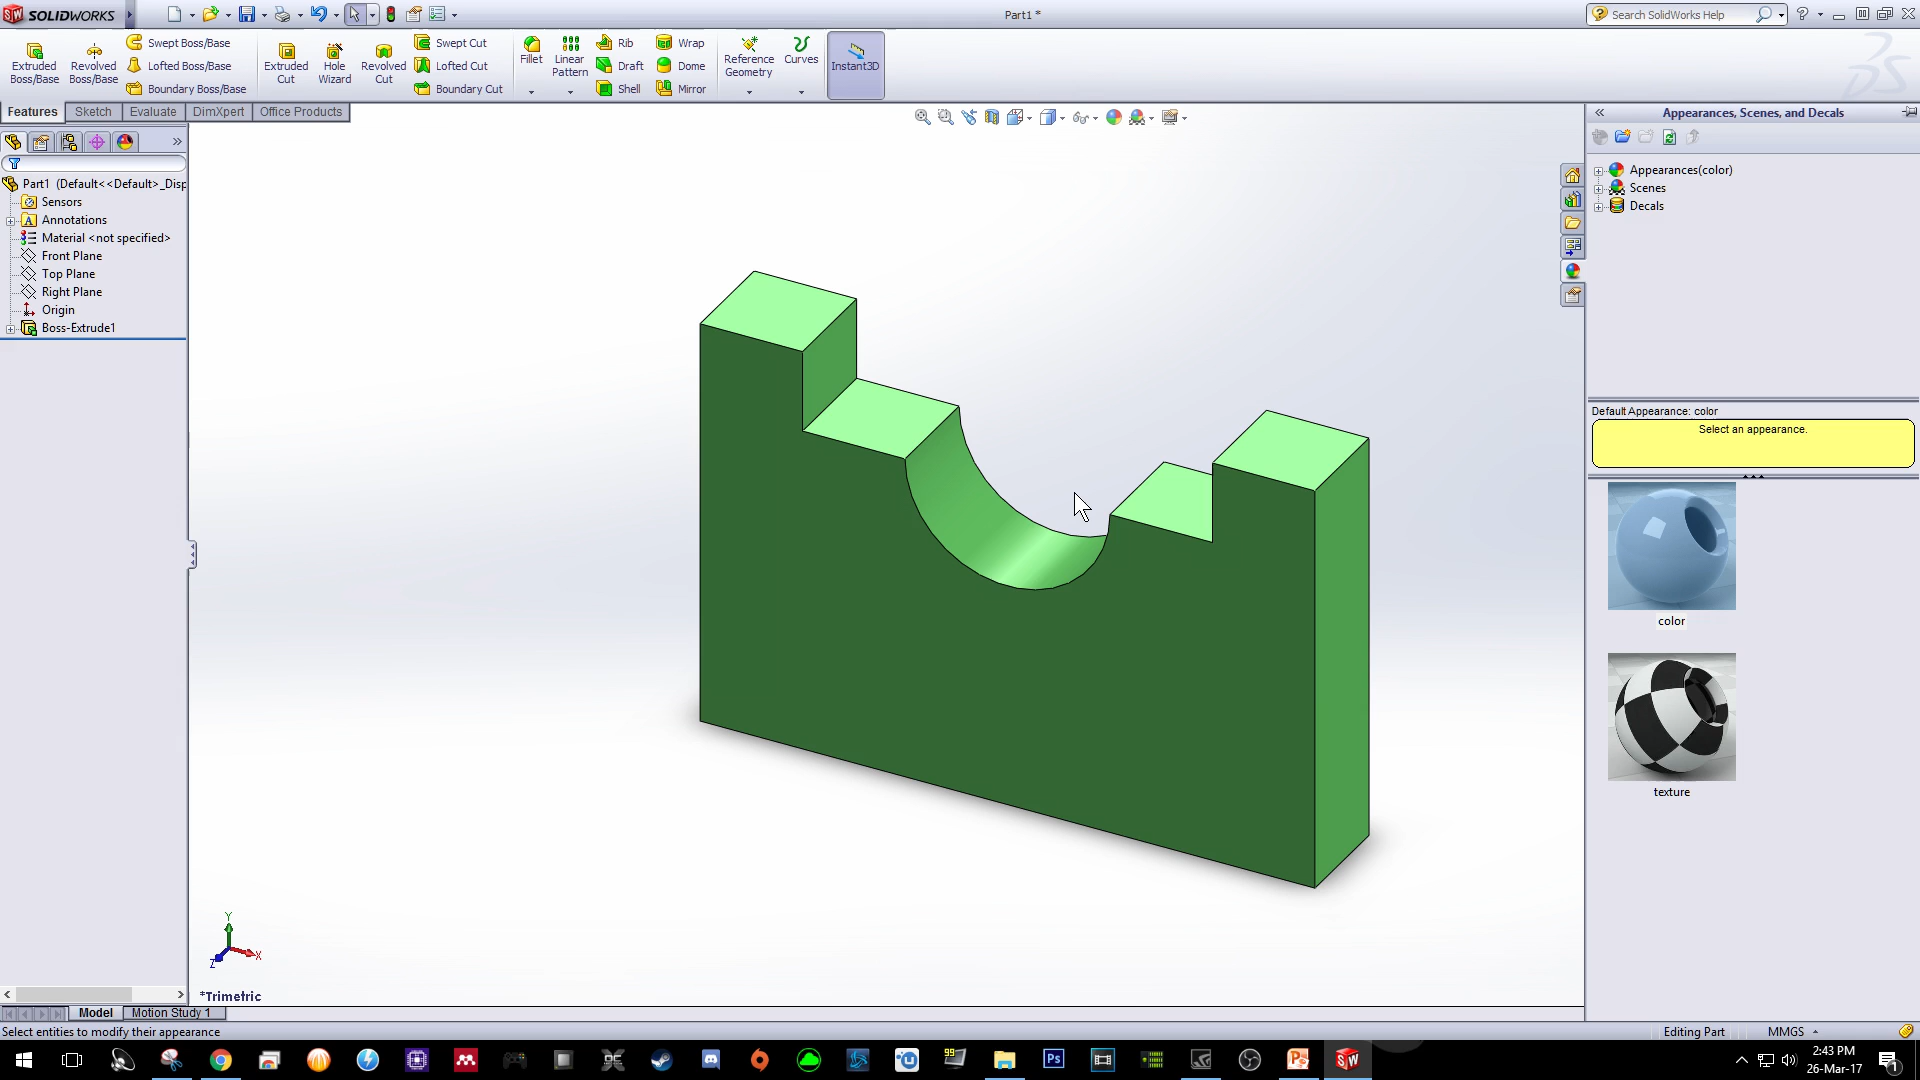 SOLIDWORKS
Part1 *
Search SolidWorks Help
Extruded Boss/Base
Revolved Boss/Base
Swept Boss/Base
Lofted Boss/Base
Boundary Boss/Base
Extruded Cut
Hole Wizard
Revolved Cut
Swept Cut
Lofted Cut
Boundary Cut
Fillet
Linear Pattern
Rib
Draft
Shell
Wrap
Dome
Mirror
Reference Geometry
Curves
Instant3D
Features
Sketch
Evaluate
DimXpert
Office Products
Part1 (Default<<Default>_Disp
Sensors
Annotations
Material <not specified>
Front Plane
Top Plane
Right Plane
Origin
Boss-Extrude1
Y
X
Z
*Trimetric
Appearances, Scenes, and Decals
Appearances(color)
Scenes
Decals
Default Appearance: color
Select an appearance.
color
texture
Model
Motion Study 1
Select entities to modify their appearance
Editing Part
MMGS
99
Ps
SW
2:43 PM
26-Mar-17
1